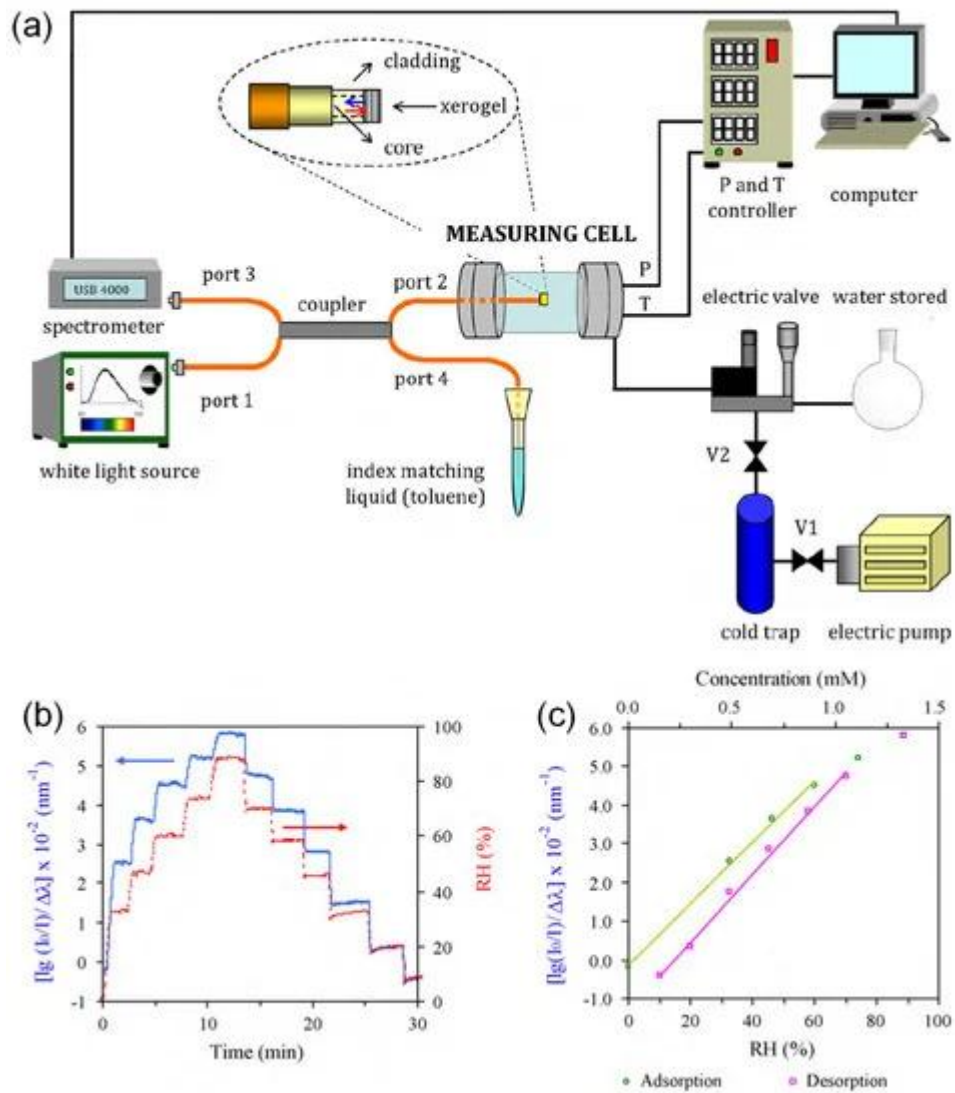 (a)
cladding
xerogel
core
P and T
controller
computer
MEASURING CELL
port 3
port 2
P
T
USB 4000
coupler
electric valve
water stored
spectrometer
port 1
port 4
white light source
index matching
liquid (toluene)
V2
V1
cold trap
electric pump
(b)
[lg (I₀/I)/Δλ] x 10⁻² (nm⁻¹)
6
5
4
3
2
1
0
-1
100
80
60
40
20
0
RH (%)
0
10
20
30
Time (min)
(c)
Concentration (mM)
0.0
0.5
1.0
1.5
[lg(I₀/I)/Δλ] x 10⁻² (nm⁻¹)
6.0
5.0
4.0
3.0
2.0
1.0
0.0
-1.0
0
20
40
60
80
100
RH (%)
Adsorption
Desorption